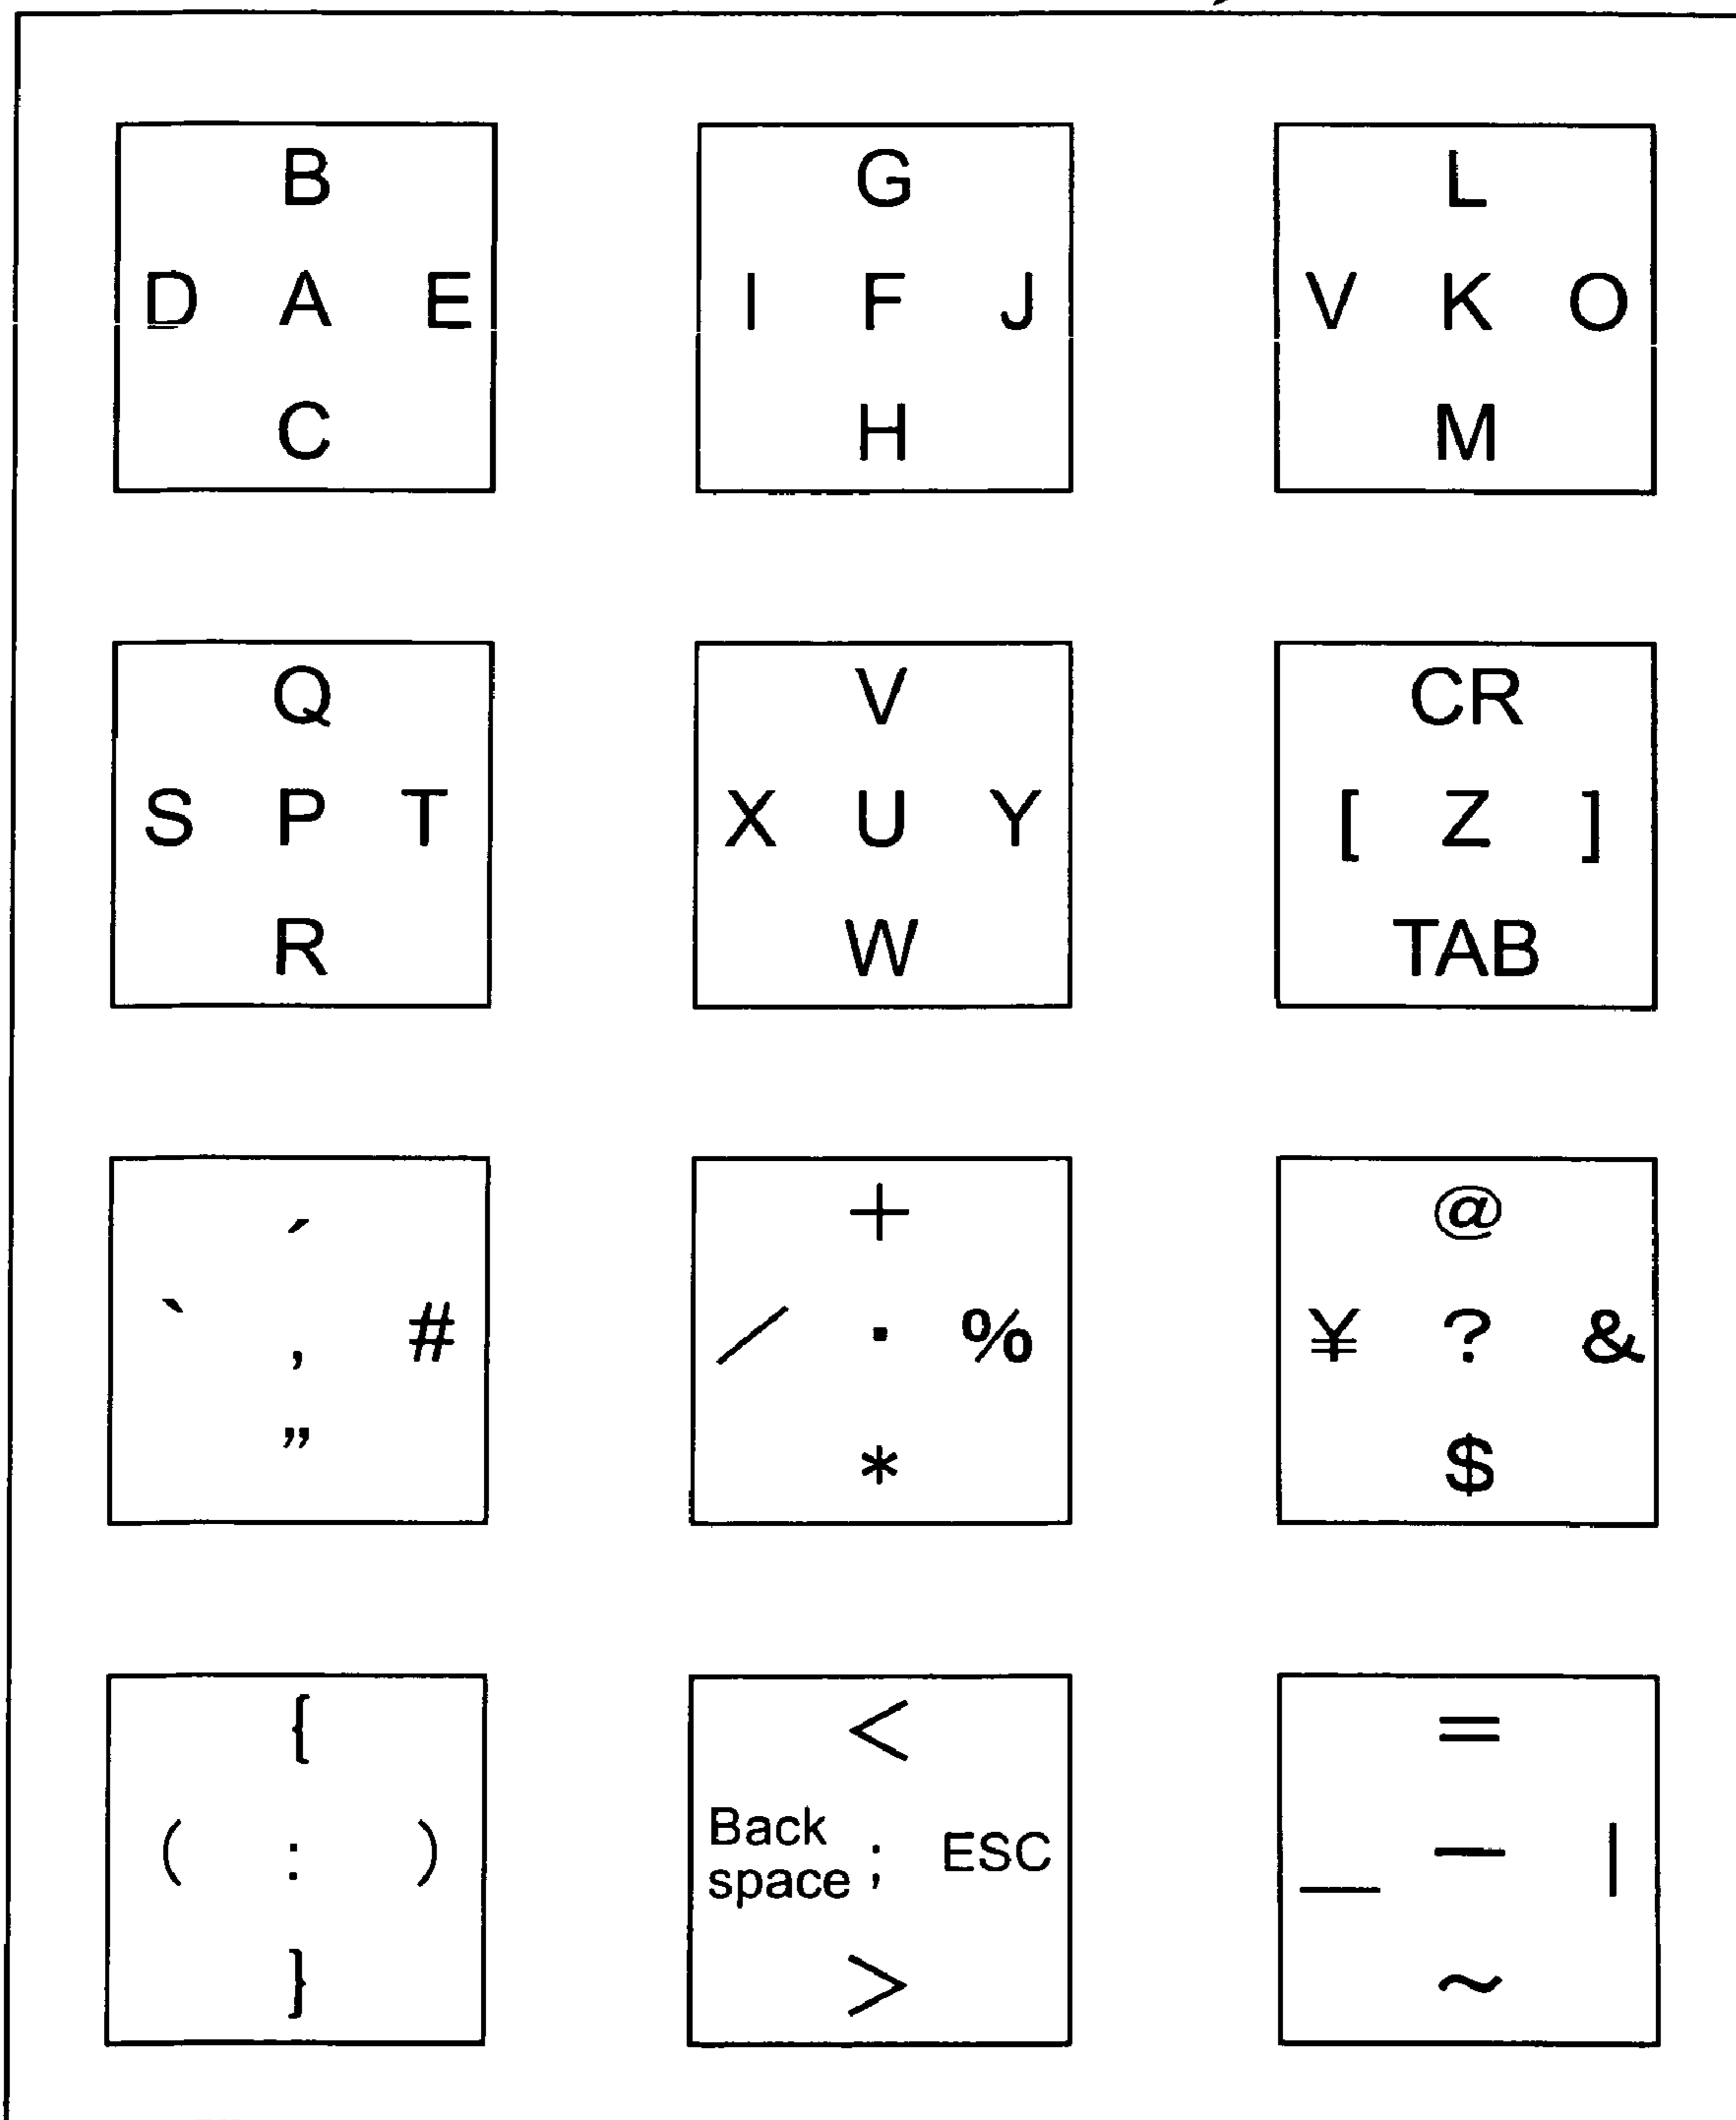 B G L
D A E I F J V K O
C H M
Q V CR
S P T X U Y [ Z ]
R W TAB
´ + @
` , # ／ . % ¥ ? &
” * $
{ < =
( : ) Back space ; ESC _ — |
} > ~